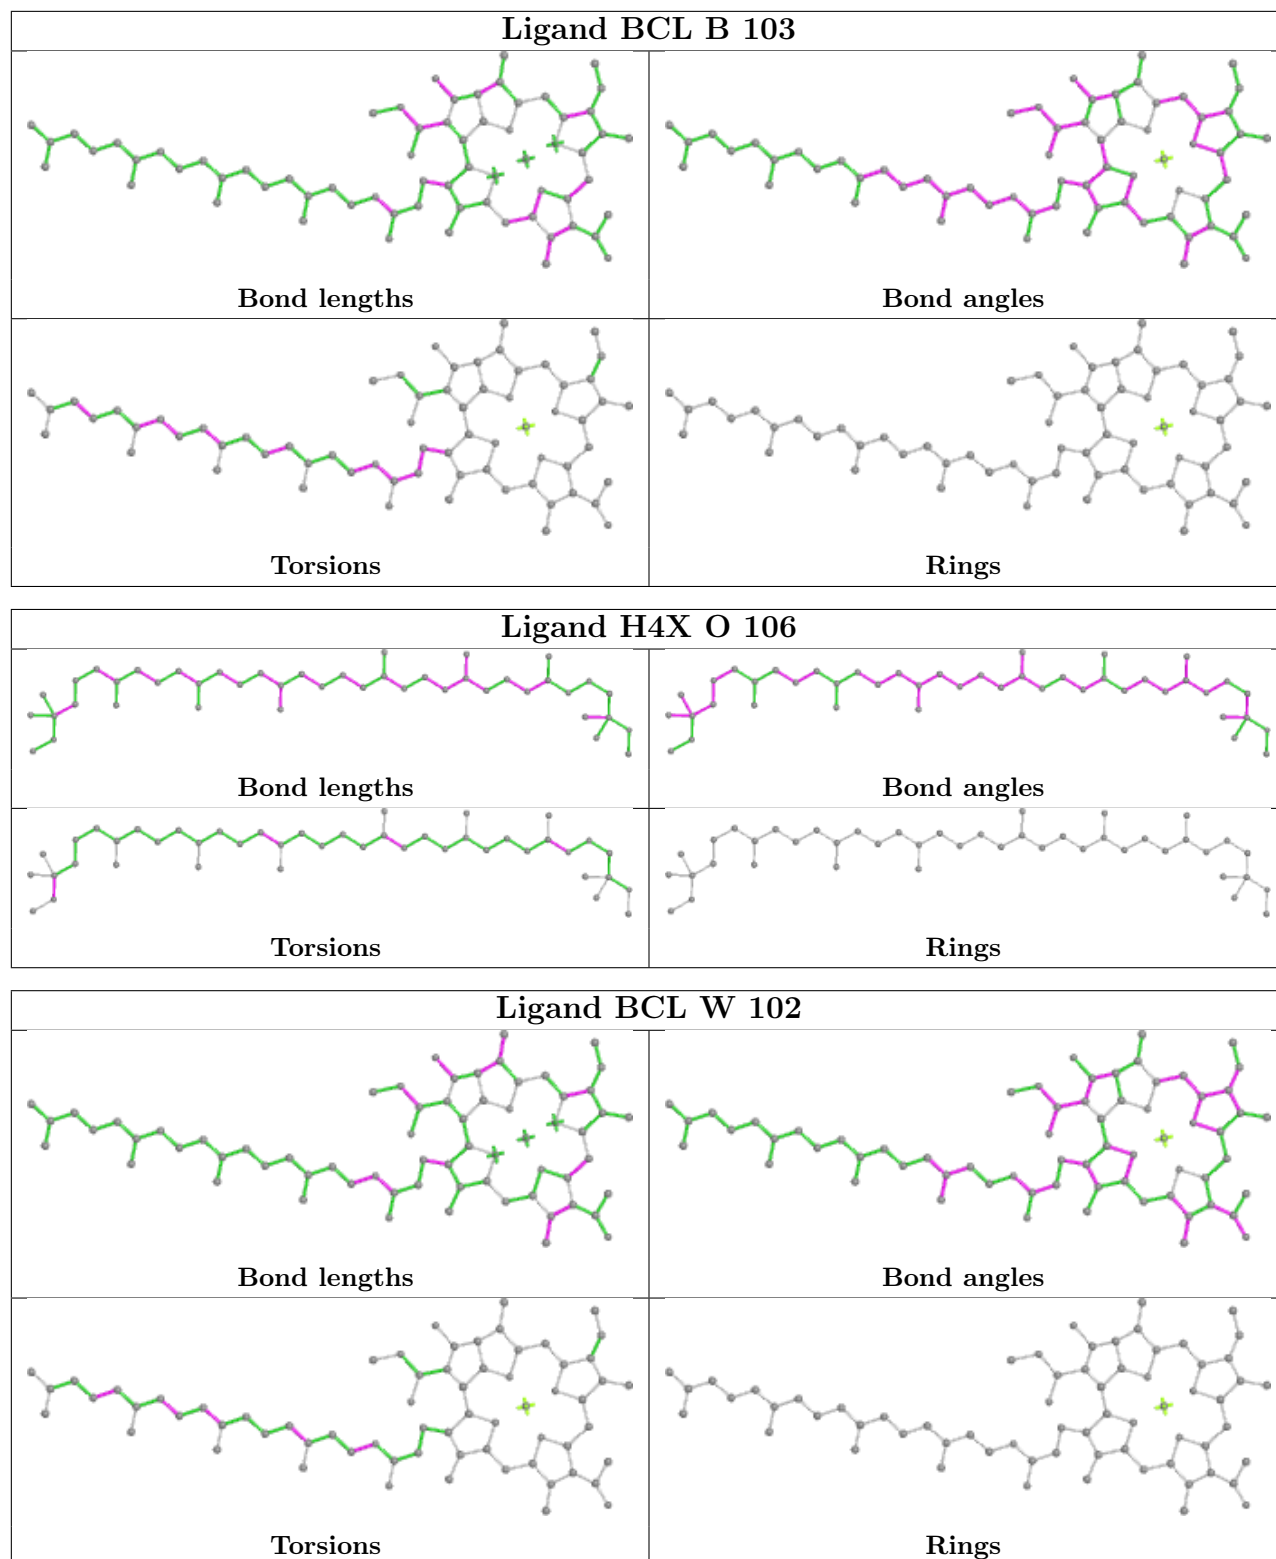 Ligand BCL B 103
Bond lengths
Bond angles
Torsions
Rings
Ligand H4X O 106
Bond lengths
Bond angles
Torsions
Rings
Ligand BCL W 102
Bond lengths
Bond angles
Torsions
Rings